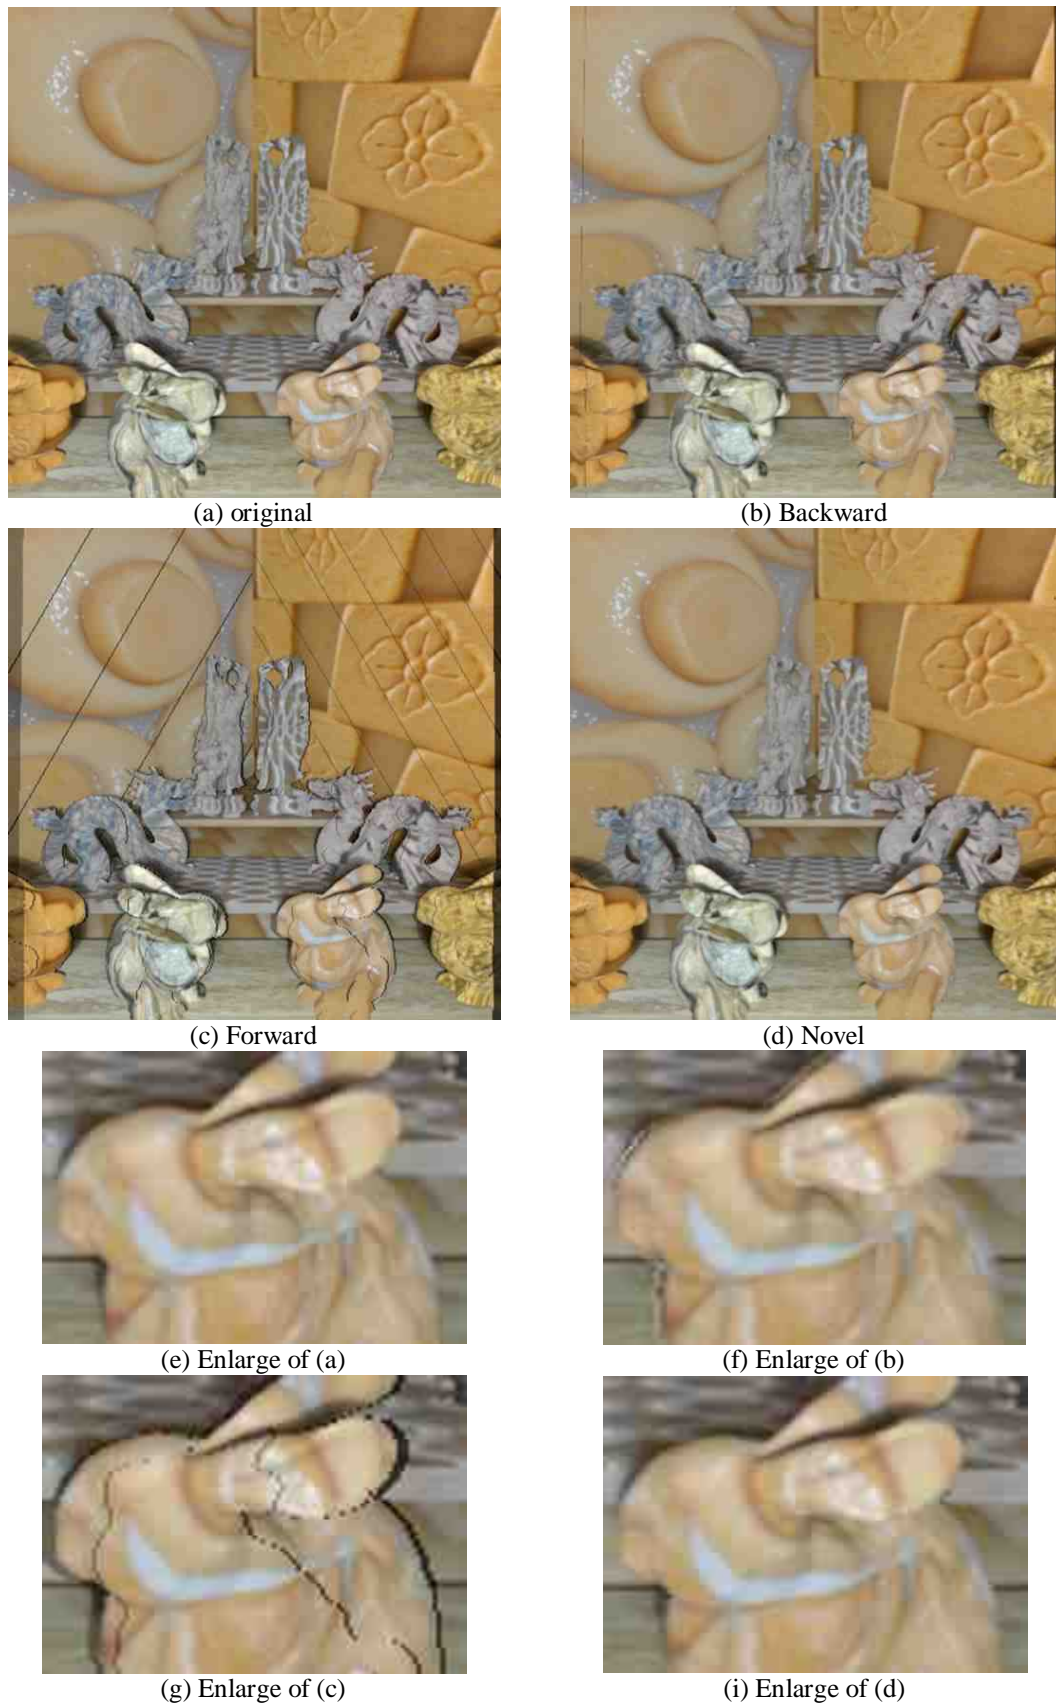 (a) original
(b) Backward
(c) Forward
(d) Novel
(e) Enlarge of (a)
(f) Enlarge of (b)
(g) Enlarge of (c)
(i) Enlarge of (d)